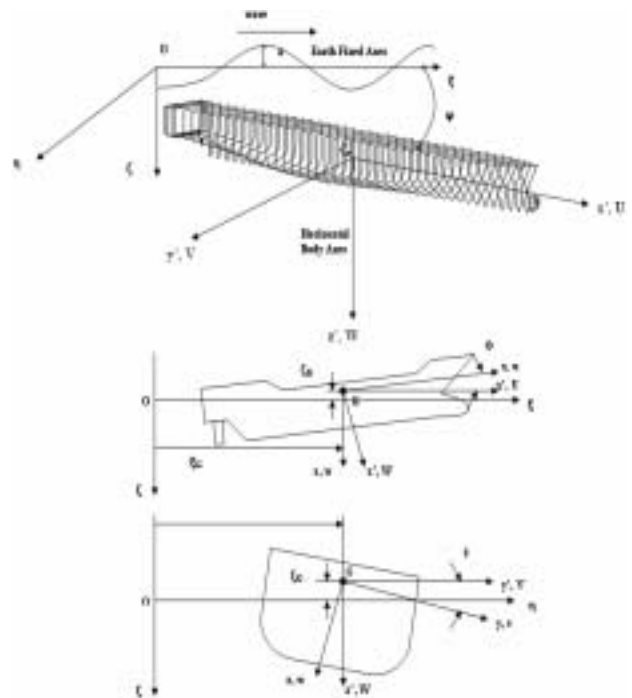 wave
O
a
Earth Fixed Axes
ξ
ψ
η
ζ
G
x', U
y', V
Horizontal
Body Axes
z', W
θ
ζG
x, u
x', U
O
G
ξ
ξG
z, w
z', W
ζ
G
ζG
y', V
O
η
y, v
z, w
z', W
ζ